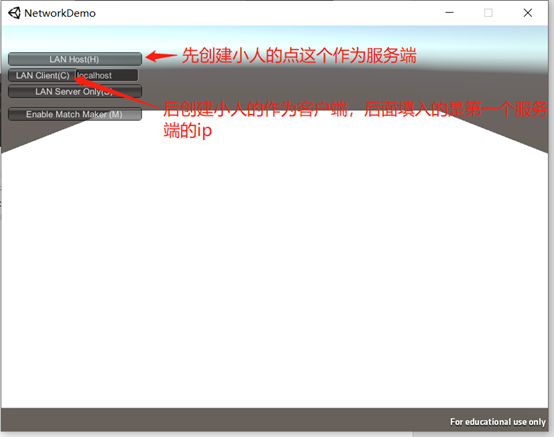 NetworkDemo
LAN Host(H)
先创建小人的点这个作为服务端
LAN Client(C)
localhost
LAN Server Only(S)
后创建小人的作为客户端，后面填入的是第一个服务
端的ip
Enable Match Maker (M)
For educational use only